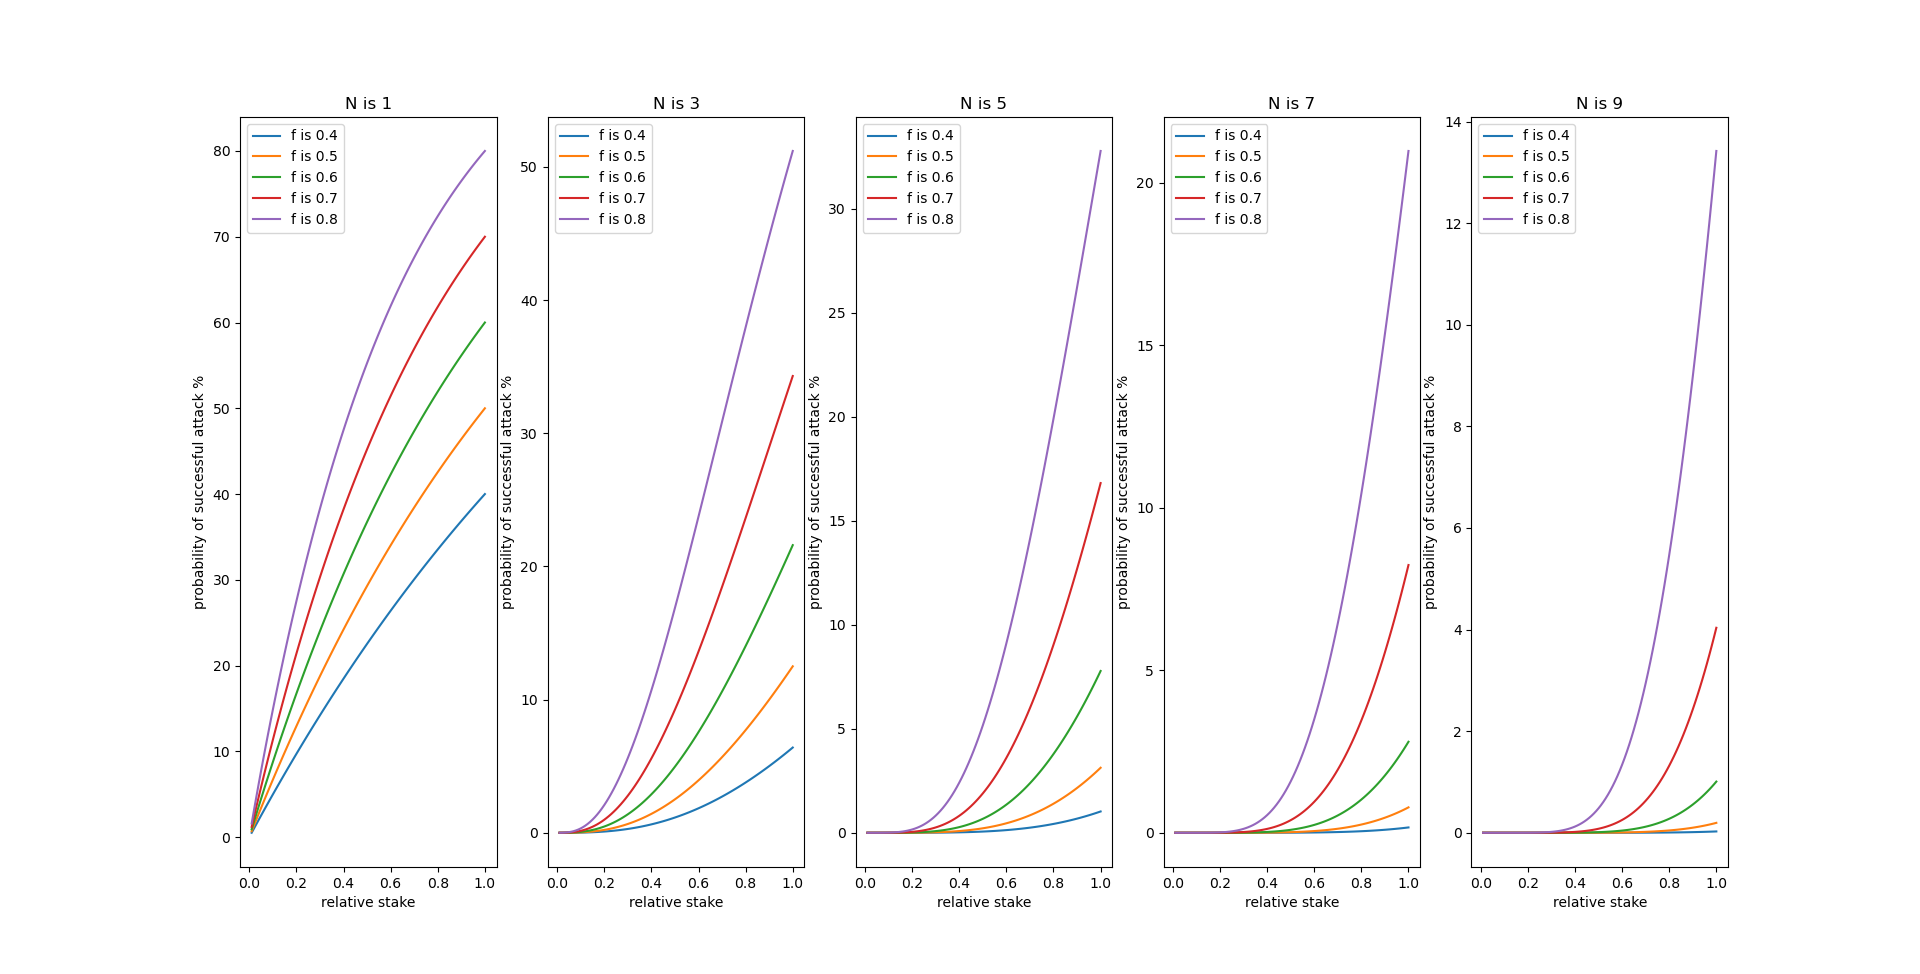 N is 1
f is 0.4
f is 0.5
f is 0.6
f is 0.7
f is 0.8
80
70
60
50
40
30
20
10
0
probability of successful attack %
0.0 0.2 0.4 0.6 0.8 1.0
relative stake
N is 3
f is 0.4
f is 0.5
f is 0.6
f is 0.7
f is 0.8
50
40
30
20
10
0
probability of successful attack %
0.0 0.2 0.4 0.6 0.8 1.0
relative stake
N is 5
f is 0.4
f is 0.5
f is 0.6
f is 0.7
f is 0.8
30
25
20
15
10
5
0
probability of successful attack %
0.0 0.2 0.4 0.6 0.8 1.0
relative stake
N is 7
f is 0.4
f is 0.5
f is 0.6
f is 0.7
f is 0.8
20
15
10
5
0
probability of successful attack %
0.0 0.2 0.4 0.6 0.8 1.0
relative stake
N is 9
f is 0.4
f is 0.5
f is 0.6
f is 0.7
f is 0.8
14
12
10
8
6
4
2
0
probability of successful attack %
0.0 0.2 0.4 0.6 0.8 1.0
relative stake